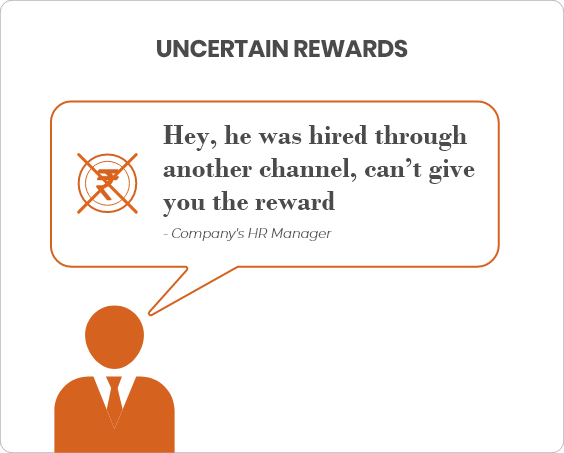 UNCERTAIN REWARDS
₹
Hey, he was hired through
another channel, can’t give
you the reward
- Company's HR Manager